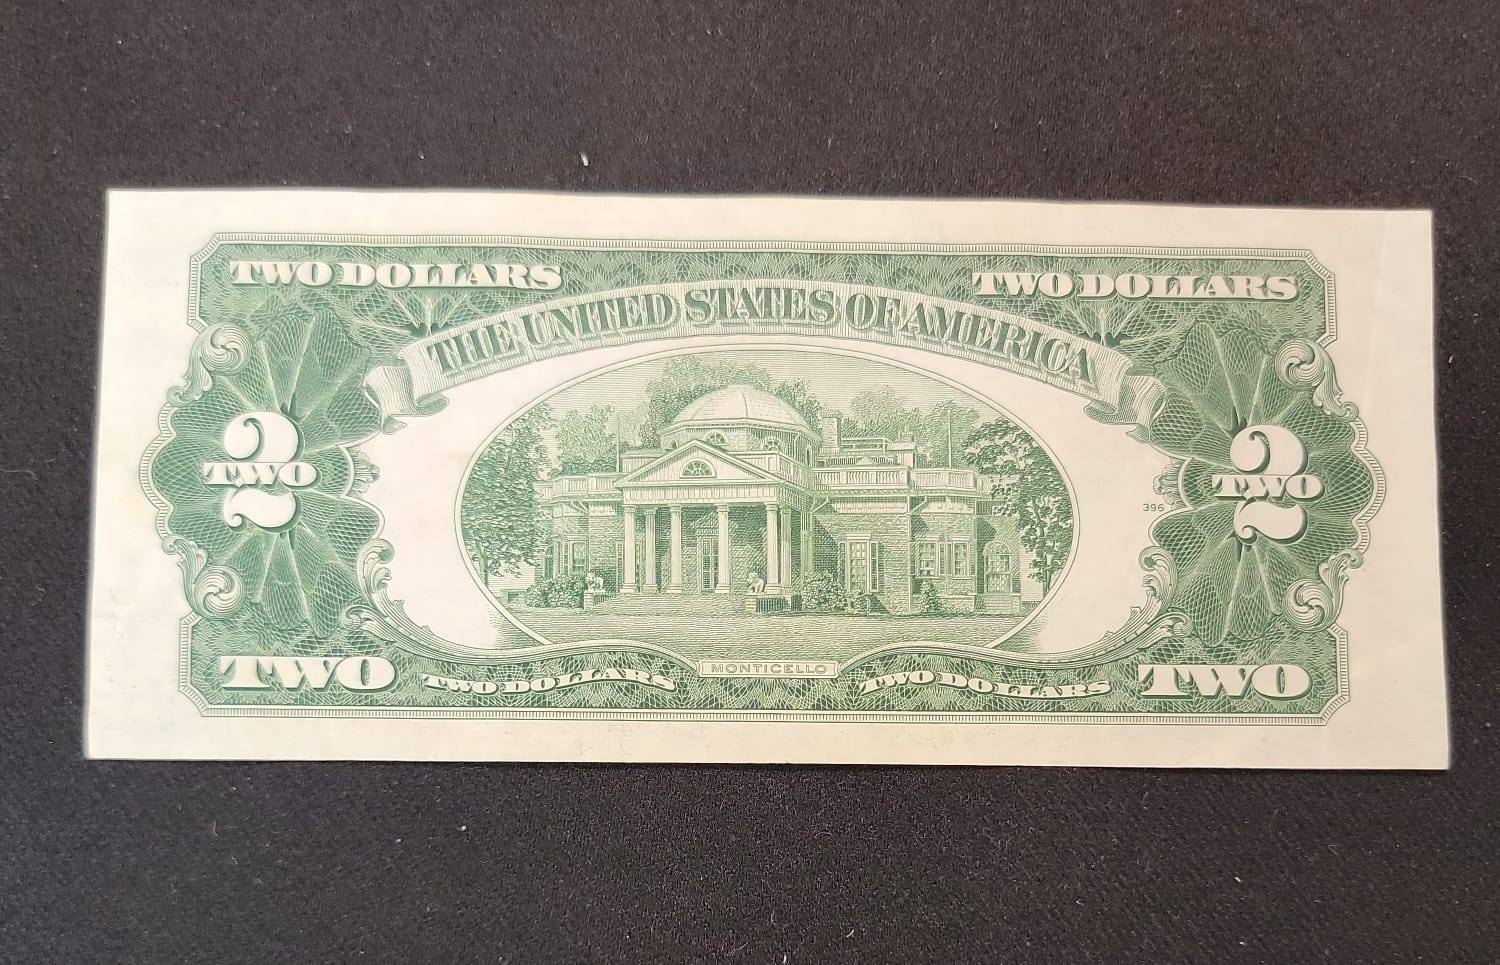 TWO DOLLARS
TWO DOLLARS
THE UNITED STATES OF AMERICA
2
TWO
2
TWO
396
MONTICELLO
TWO
TWO DOLLARS
TWO DOLLARS
TWO